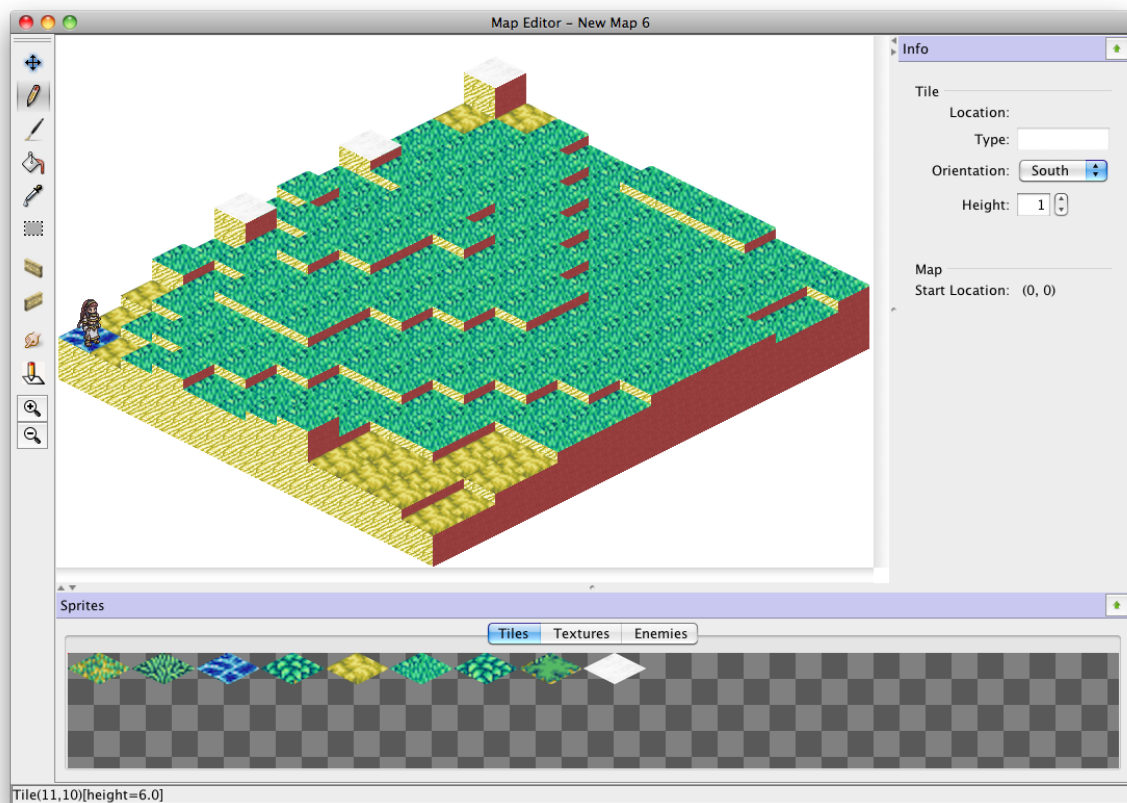 Map Editor – New Map 6
Info
Tile
Location:
Type:
Orientation: South
Height: 1
Map
Start Location: (0, 0)
Sprites
Tiles Textures Enemies
Tile(11,10)[height=6.0]